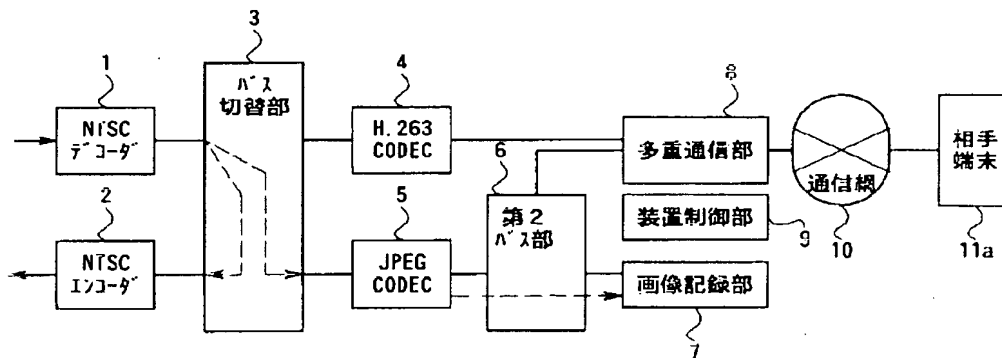 1
NTSC
デコーダ
2
NTSC
エンコーダ
3
バス
切替部
4
H.263
CODEC
5
JPEG
CODEC
6
第2
バス部
8
多重通信部
装置制御部
9
画像記録部
7
通信網
10
相手
端末
11a